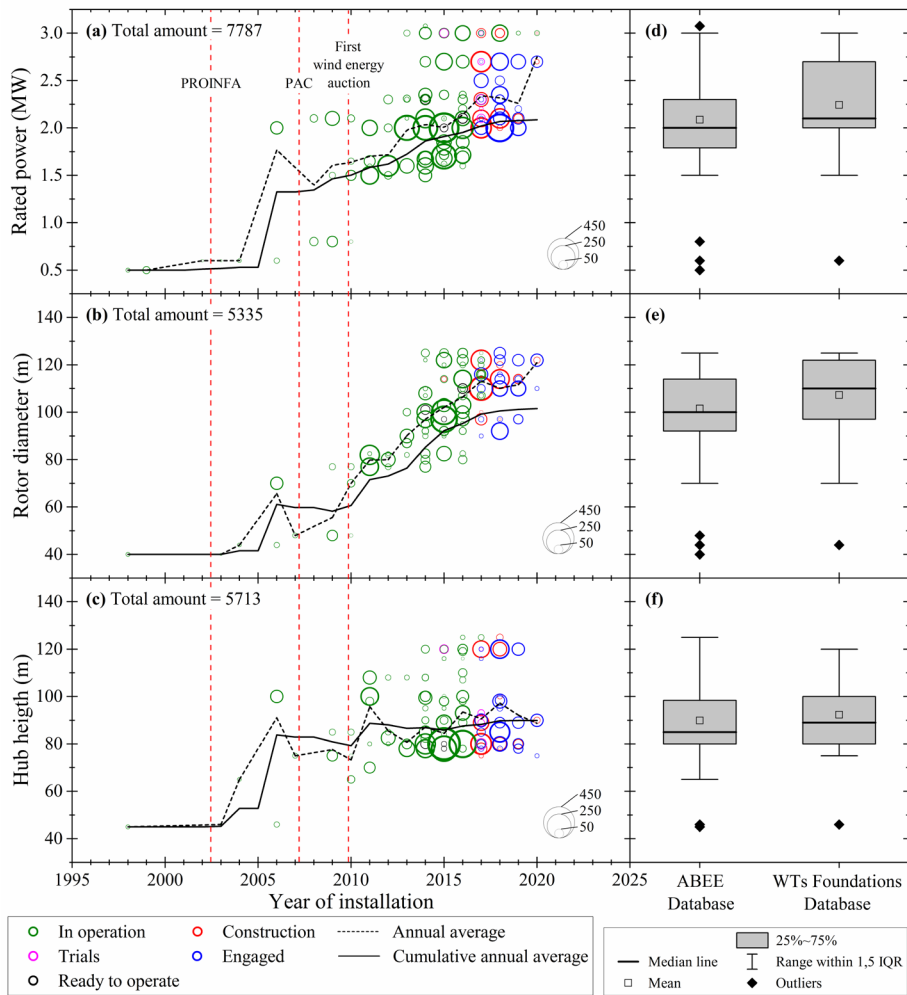 (a) Total amount = 7787
PROINFA
PAC
First
wind energy
auction
Rated power (MW)
3.0
2.5
2.0
1.5
1.0
0.5
450
250
50
(d)
(b) Total amount = 5335
Rotor diameter (m)
140
120
100
80
60
40
450
250
50
(e)
(c) Total amount = 5713
Hub heigth (m)
140
120
100
80
60
40
450
250
50
(f)
1995 2000 2005 2010 2015 2020 2025
Year of installation
ABEE
Database
WTs Foundations
Database
In operation
Trials
Ready to operate
Construction
Engaged
Annual average
Cumulative annual average
25%~75%
Median line
Range within 1,5 IQR
Mean
Outliers